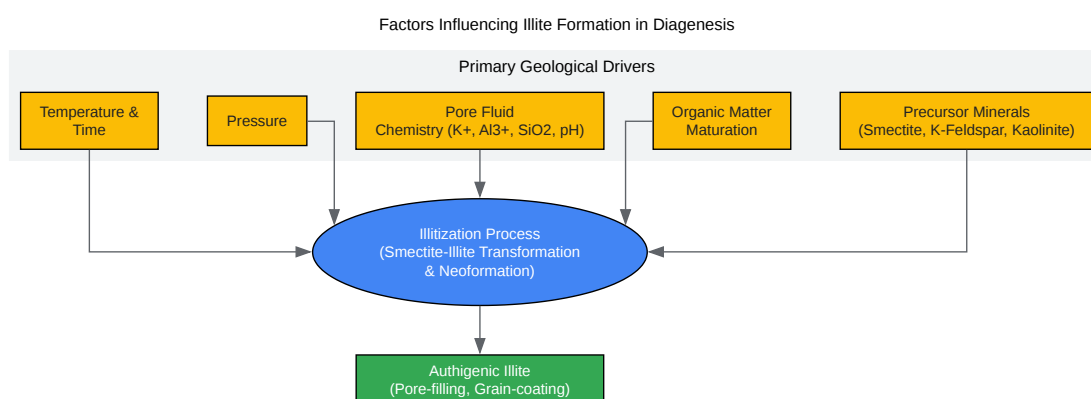 Factors Influencing Illite Formation in Diagenesis
Primary Geological Drivers
Temperature &
Time
Pressure
Pore Fluid
Chemistry (K+, Al3+, SiO2, pH)
Organic Matter
Maturation
Precursor Minerals
(Smectite, K-Feldspar, Kaolinite)
Illitization Process
(Smectite-Illite Transformation
& Neoformation)
Authigenic Illite
(Pore-filling, Grain-coating)